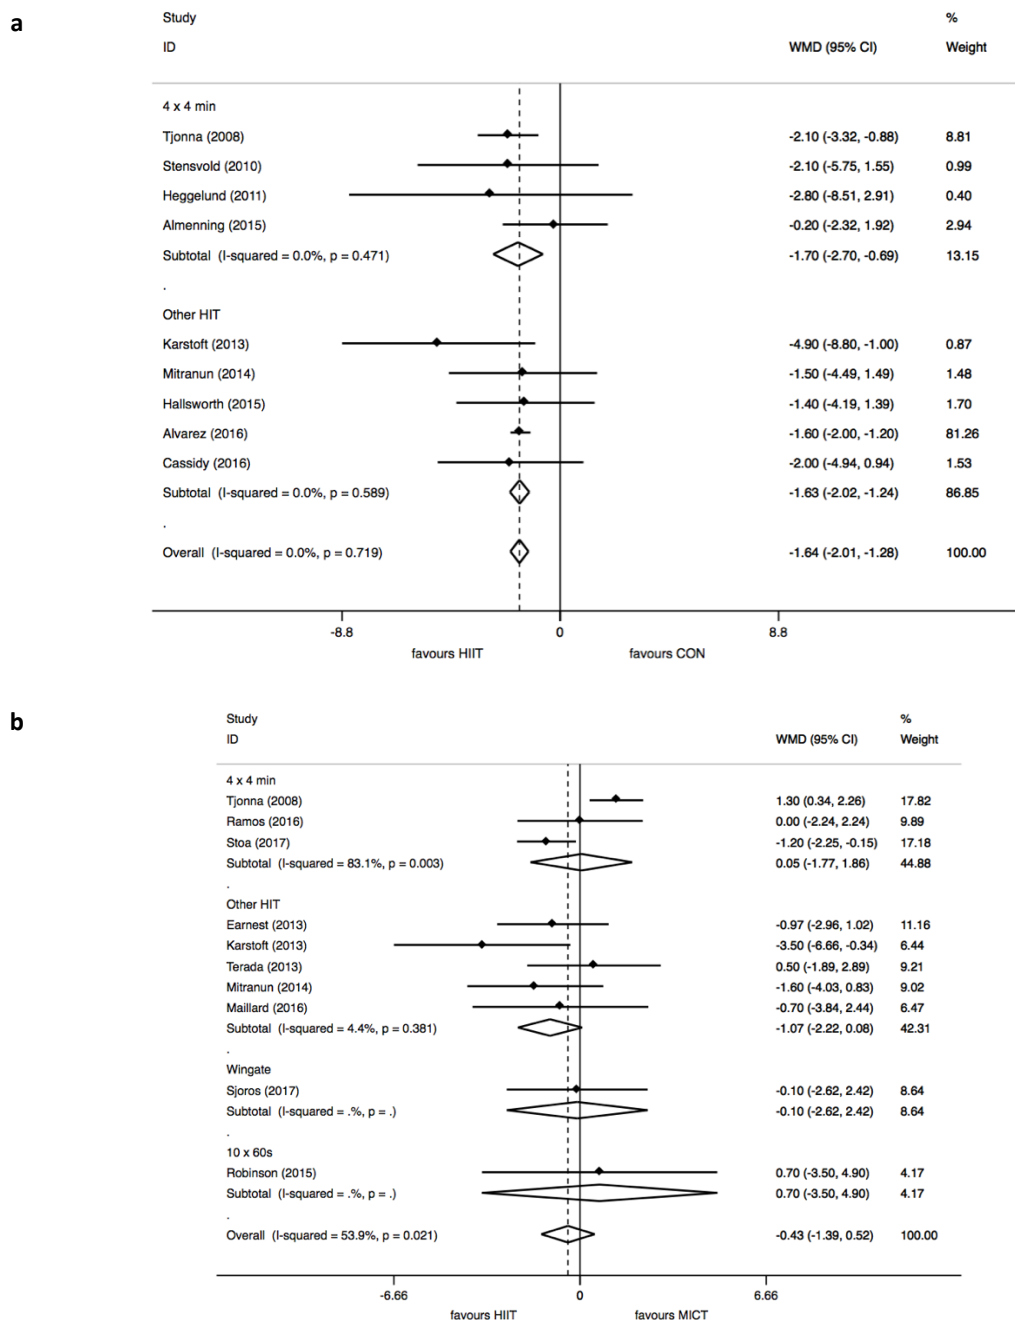 a
Study %
ID WMD (95% CI) Weight
4 x 4 min
Tjonna (2008) -2.10 (-3.32, -0.88) 8.81
Stensvold (2010) -2.10 (-5.75, 1.55) 0.99
Heggelund (2011) -2.80 (-8.51, 2.91) 0.40
Almenning (2015) -0.20 (-2.32, 1.92) 2.94
Subtotal (I-squared = 0.0%, p = 0.471) -1.70 (-2.70, -0.69) 13.15
.
Other HIT
Karstoft (2013) -4.90 (-8.80, -1.00) 0.87
Mitranun (2014) -1.50 (-4.49, 1.49) 1.48
Hallsworth (2015) -1.40 (-4.19, 1.39) 1.70
Alvarez (2016) -1.60 (-2.00, -1.20) 81.26
Cassidy (2016) -2.00 (-4.94, 0.94) 1.53
Subtotal (I-squared = 0.0%, p = 0.589) -1.63 (-2.02, -1.24) 86.85
.
Overall (I-squared = 0.0%, p = 0.719) -1.64 (-2.01, -1.28) 100.00
-8.8 0 8.8
favours HIIT favours CON
b
Study %
ID WMD (95% CI) Weight
4 x 4 min
Tjonna (2008) 1.30 (0.34, 2.26) 17.82
Ramos (2016) 0.00 (-2.24, 2.24) 9.89
Stoa (2017) -1.20 (-2.25, -0.15) 17.18
Subtotal (I-squared = 83.1%, p = 0.003) 0.05 (-1.77, 1.86) 44.88
.
Other HIT
Earnest (2013) -0.97 (-2.96, 1.02) 11.16
Karstoft (2013) -3.50 (-6.66, -0.34) 6.44
Terada (2013) 0.50 (-1.89, 2.89) 9.21
Mitranun (2014) -1.60 (-4.03, 0.83) 9.02
Maillard (2016) -0.70 (-3.84, 2.44) 6.47
Subtotal (I-squared = 4.4%, p = 0.381) -1.07 (-2.22, 0.08) 42.31
.
Wingate
Sjoros (2017) -0.10 (-2.62, 2.42) 8.64
Subtotal (I-squared = .%, p = .) -0.10 (-2.62, 2.42) 8.64
.
10 x 60s
Robinson (2015) 0.70 (-3.50, 4.90) 4.17
Subtotal (I-squared = .%, p = .) 0.70 (-3.50, 4.90) 4.17
.
Overall (I-squared = 53.9%, p = 0.021) -0.43 (-1.39, 0.52) 100.00
-6.66 0 6.66
favours HIIT favours MICT